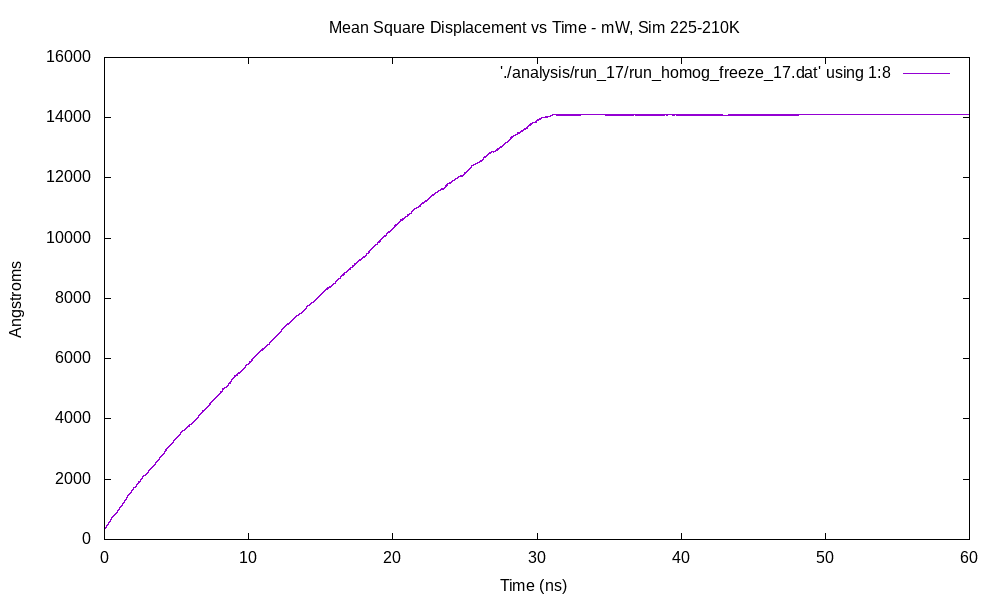 Mean Square Displacement vs Time - mW, Sim 225-210K
'./analysis/run_17/run_homog_freeze_17.dat' using 1:8
16000
14000
12000
10000
8000
6000
4000
2000
0
Angstroms
0 10 20 30 40 50 60
Time (ns)